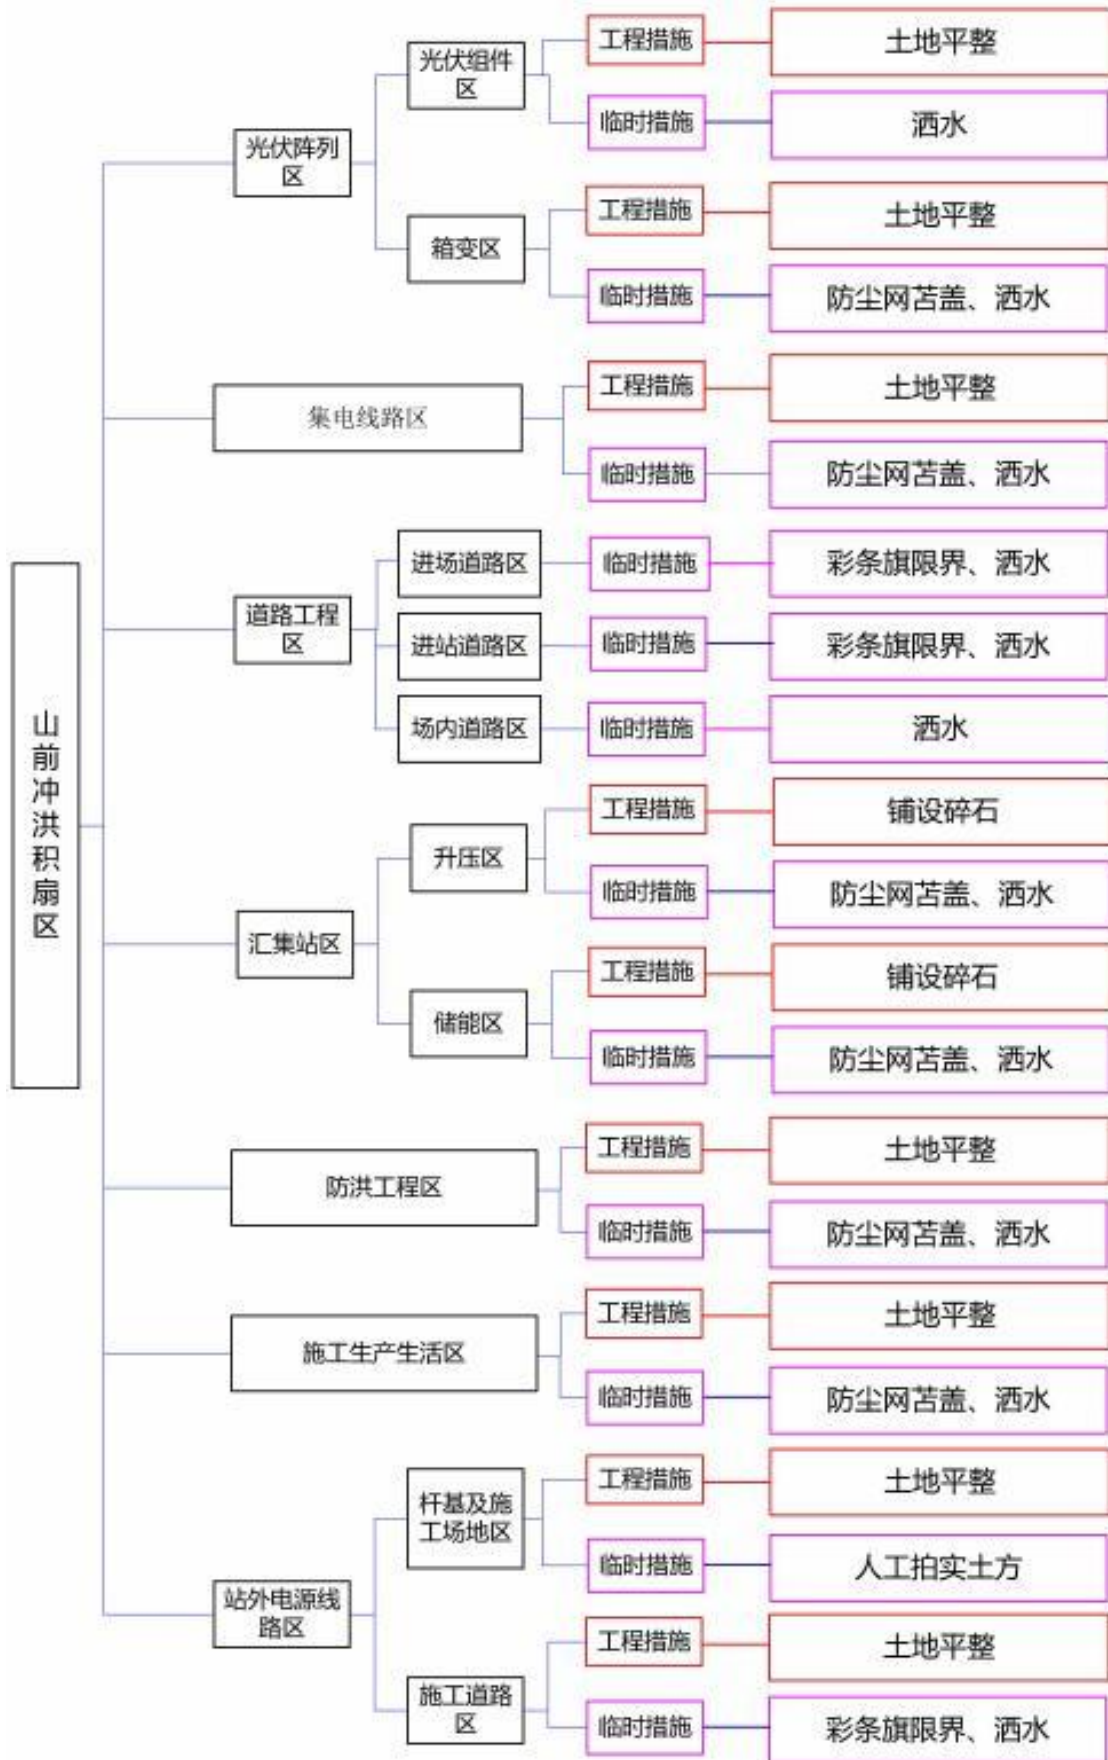 山前冲洪积扇区
光伏阵列
区
光伏组件
区
工程措施
土地平整
临时措施
洒水
箱变区
工程措施
土地平整
临时措施
防尘网苫盖、洒水
集电线路区
工程措施
土地平整
临时措施
防尘网苫盖、洒水
道路工程
区
进场道路区
临时措施
彩条旗限界、洒水
进站道路区
临时措施
彩条旗限界、洒水
场内道路区
临时措施
洒水
汇集站区
升压区
工程措施
铺设碎石
临时措施
防尘网苫盖、洒水
储能区
工程措施
铺设碎石
临时措施
防尘网苫盖、洒水
防洪工程区
工程措施
土地平整
临时措施
防尘网苫盖、洒水
施工生产生活区
工程措施
土地平整
临时措施
防尘网苫盖、洒水
站外电源线
路区
杆基及施
工场地区
工程措施
土地平整
临时措施
人工拍实土方
施工道路
区
工程措施
土地平整
临时措施
彩条旗限界、洒水